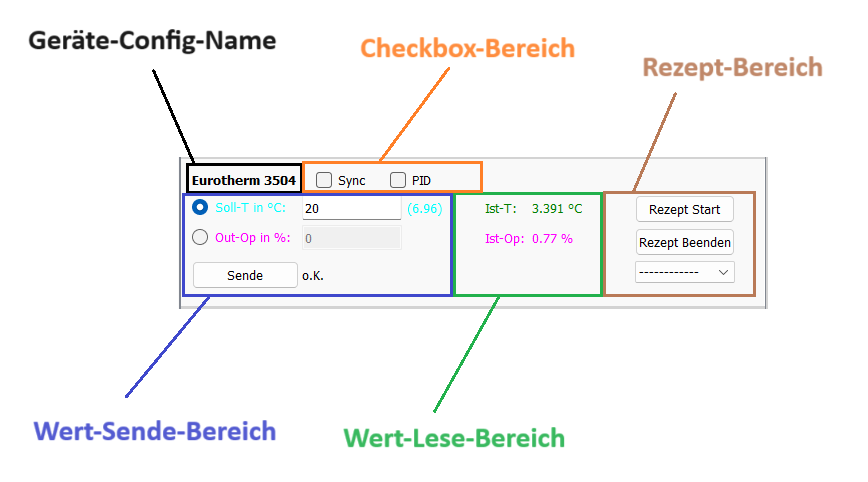 Geräte-Config-Name
Checkbox-Bereich
Rezept-Bereich
Eurotherm 3504
Sync
PID
Soll-T in °C:
20
(6.96)
Ist-T:
3.391 °C
Rezept Start
Out-Op in %:
0
Ist-Op:
0.77 %
Rezept Beenden
Sende
o.K.
------------
Wert-Sende-Bereich
Wert-Lese-Bereich